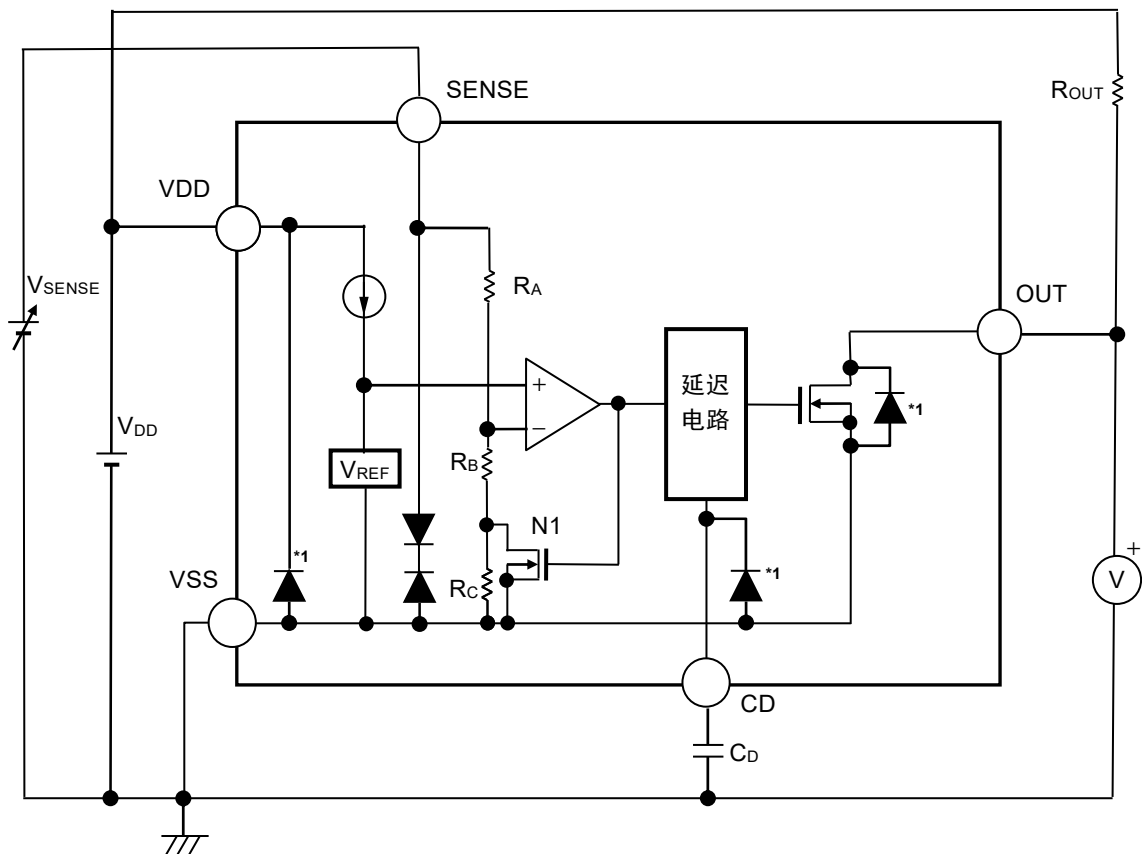 SENSE
ROUT
VDD
VSENSE
RA
OUT
+
延迟
电路
*1
−
VDD
RB
VREF
N1
+
*1
VSS
RC
*1
V
CD
CD